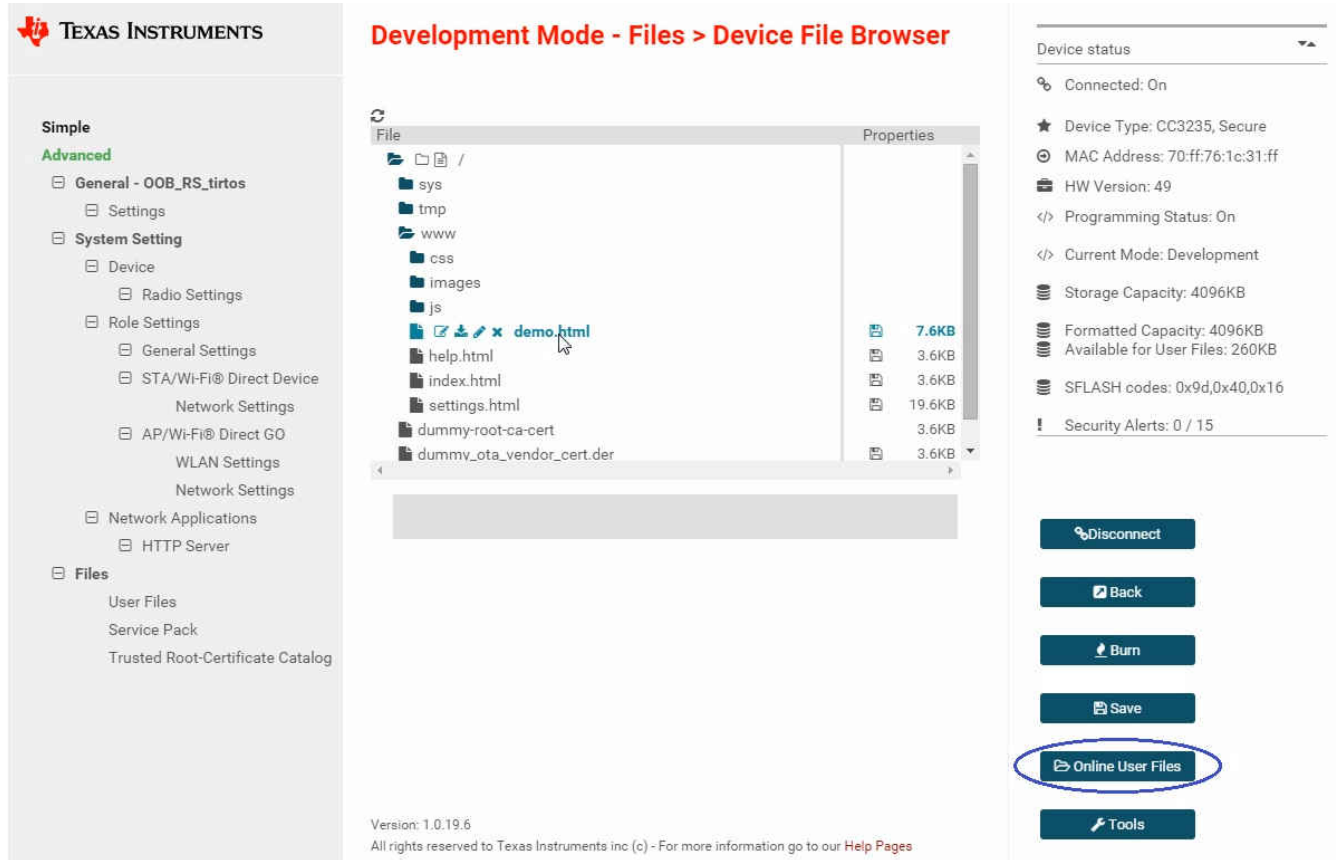 TEXAS INSTRUMENTS
Simple
Advanced
General - OOB_RS_tirtos
Settings
System Setting
Device
Radio Settings
Role Settings
General Settings
STA/Wi-Fi® Direct Device
Network Settings
AP/Wi-Fi® Direct GO
WLAN Settings
Network Settings
Network Applications
HTTP Server
Files
User Files
Service Pack
Trusted Root-Certificate Catalog
Development Mode - Files > Device File Browser
File Properties
/
sys
tmp
www
css
images
js
demo.html 7.6KB
help.html 3.6KB
index.html 3.6KB
settings.html 19.6KB
dummy-root-ca-cert 3.6KB
dummy_ota_vendor_cert.der 3.6KB
Version: 1.0.19.6
All rights reserved to Texas Instruments inc (c) - For more information go to our Help Pages
Device status
Connected: On
Device Type: CC3235, Secure
MAC Address: 70:ff:76:1c:31:ff
HW Version: 49
</> Programming Status: On
</> Current Mode: Development
Storage Capacity: 4096KB
Formatted Capacity: 4096KB
Available for User Files: 260KB
SFLASH codes: 0x9d,0x40,0x16
! Security Alerts: 0 / 15
Disconnect
Back
Burn
Save
Online User Files
Tools